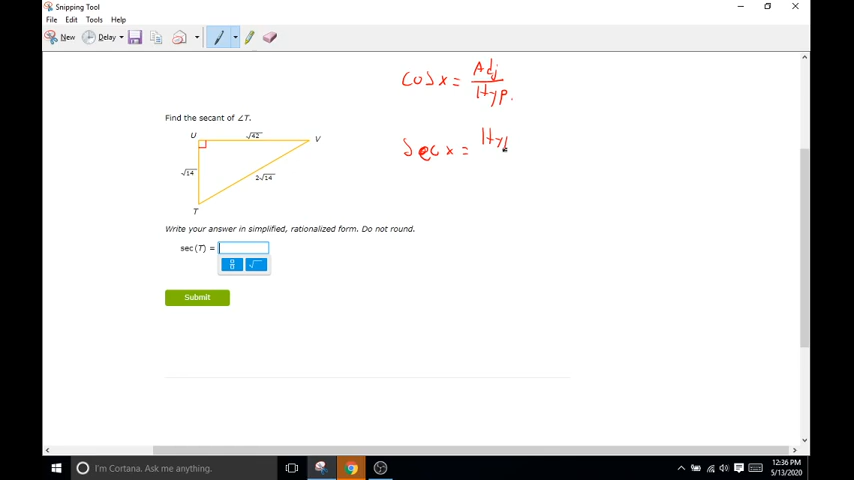 Snipping Tool
File Edit Tools Help
New Delay
cosx = Adj
Hyp.
Find the secant of ∠T.
U √42 V
secx = Hyp
√14
2√14
T
Write your answer in simplified, rationalized form. Do not round.
sec (T) =
√
Submit
I'm Cortana. Ask me anything.
12:36 PM
5/13/2020